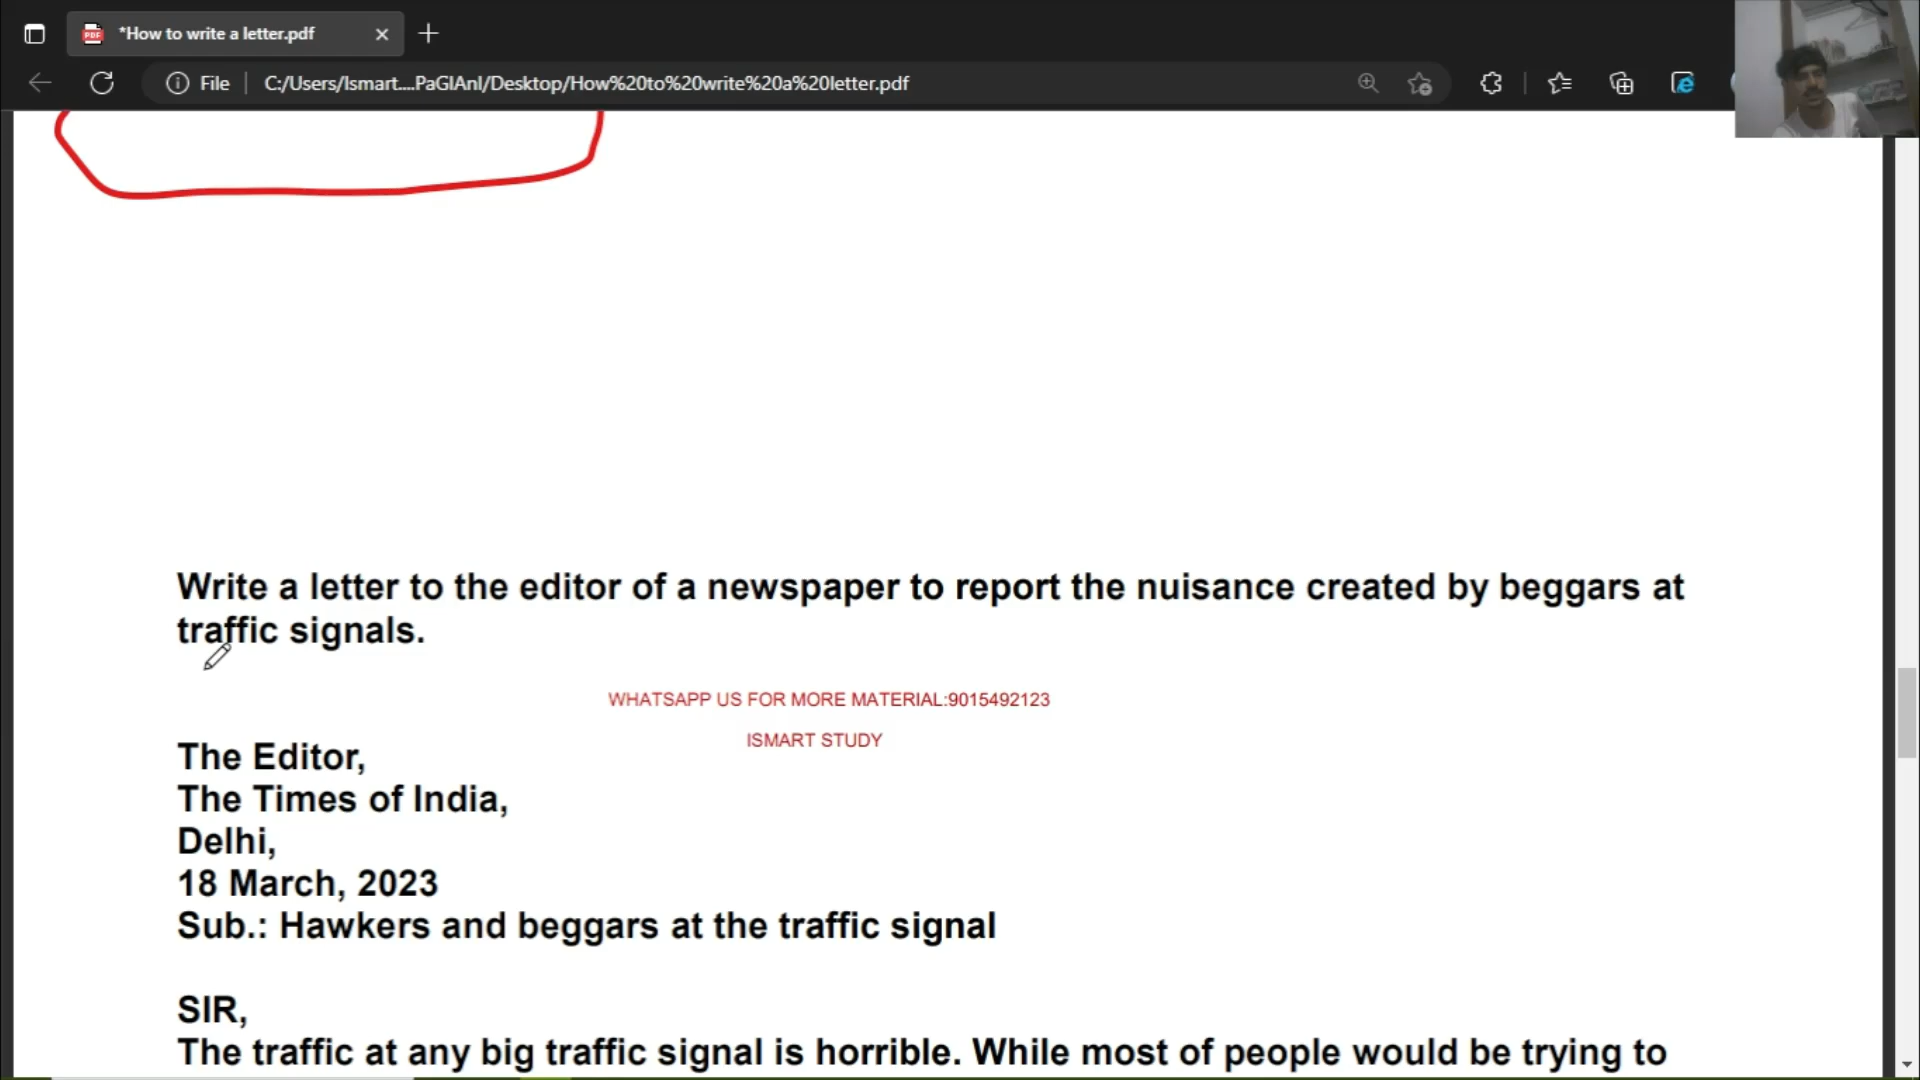 *How to write a letter.pdf
File
C:/Users/Ismart....PaGlAnI/Desktop/How%20to%20write%20a%20letter.pdf
Write a letter to the editor of a newspaper to report the nuisance created by beggars at
traffic signals.
WHATSAPP US FOR MORE MATERIAL:9015492123
ISMART STUDY
The Editor,
The Times of India,
Delhi,
18 March, 2023
Sub.: Hawkers and beggars at the traffic signal
SIR,
The traffic at any big traffic signal is horrible. While most of people would be trying to